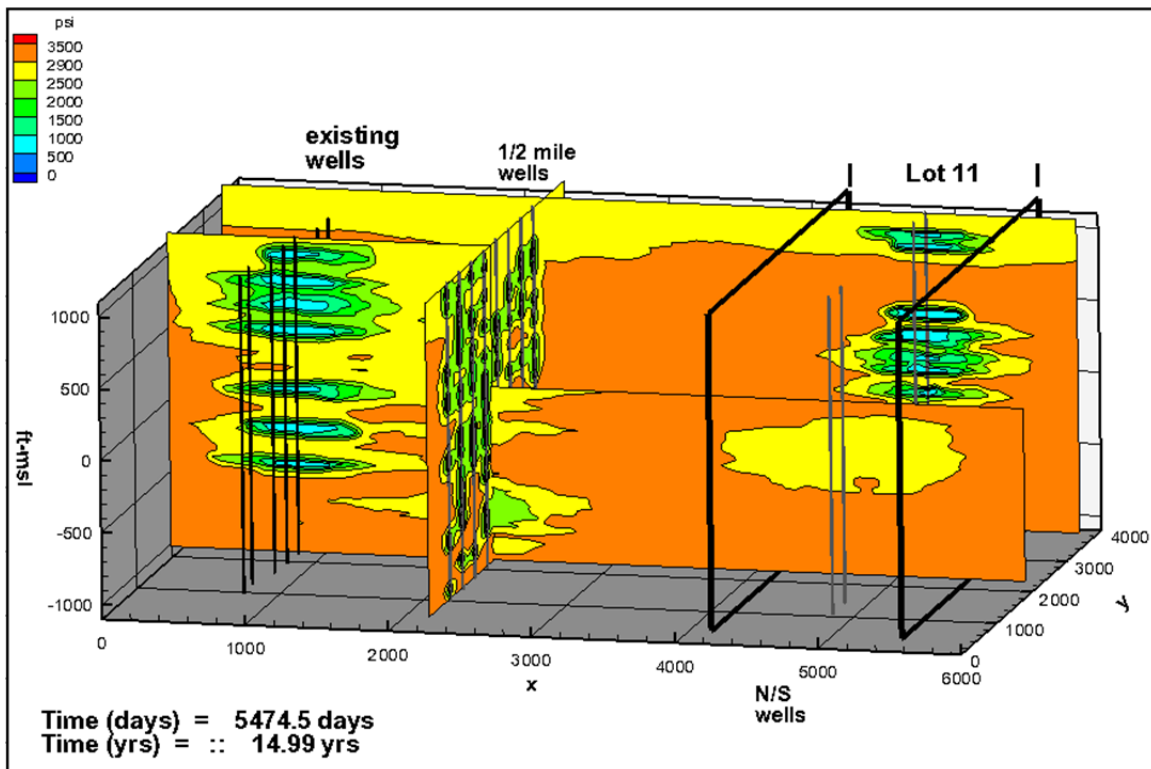 psi
3500
2900
2500
2000
1500
1000
500
0
existing
wells
1/2 mile
wells
Lot 11
1000
500
0
-500
-1000
ft-msl
0
1000
2000
3000
4000
5000
6000
x
0
1000
2000
3000
4000
y
N/S
wells
Time (days) = 5474.5 days
Time (yrs) = :: 14.99 yrs